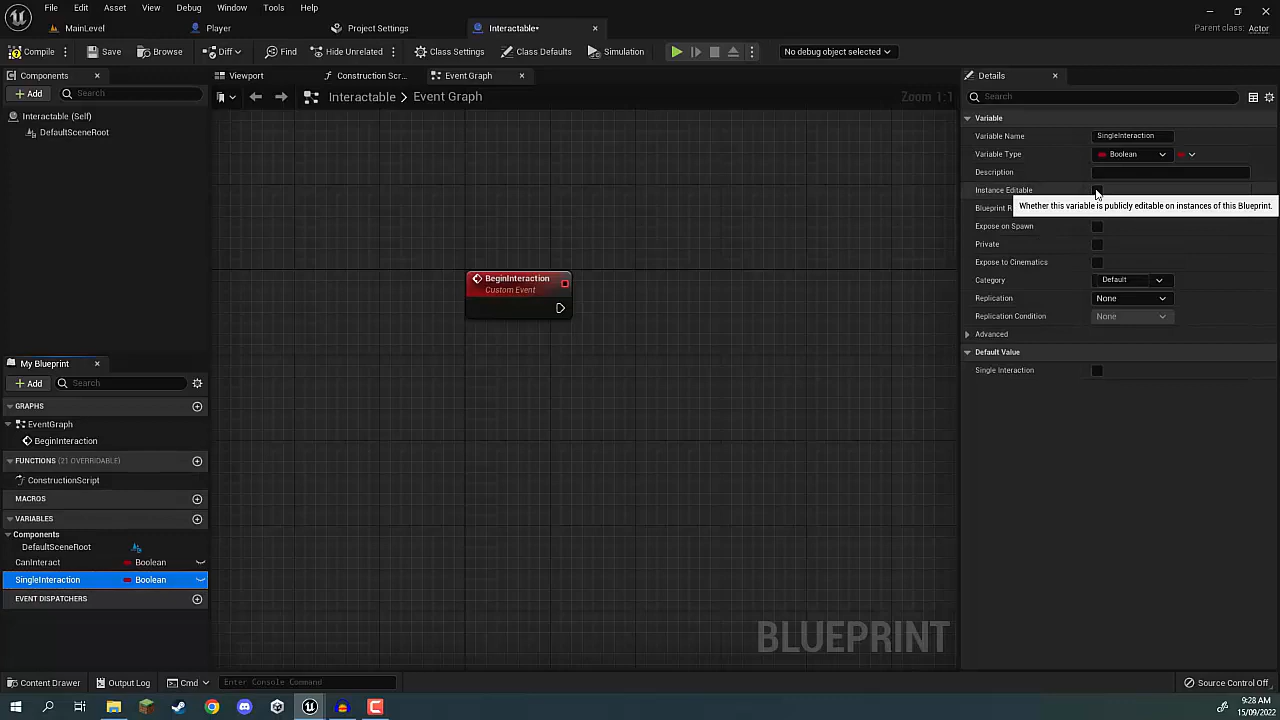 File Edit Asset View Debug Window Tools Help
MainLevel Player Project Settings Interactable* Parent class: Actor
Compile Save Browse Diff Find Hide Unrelated Class Settings Class Defaults Simulation No debug object selected
Components Viewport Construction Scr... Event Graph Details
Add Search Interactable > Event Graph Zoom 1:1 Search
Interactable (Self)
DefaultSceneRoot
Variable
Variable Name SingleInteraction
Variable Type Boolean
Description
Instance Editable
Whether this variable is publicly editable on instances of this Blueprint.
Blueprint R
Expose on Spawn
Private
Expose to Cinematics
Category Default
Replication None
Replication Condition None
Advanced
Default Value
Single Interaction
BeginInteraction
Custom Event
My Blueprint
Add Search
GRAPHS
EventGraph
BeginInteraction
FUNCTIONS (21 OVERRIDABLE)
ConstructionScript
MACROS
VARIABLES
Components
DefaultSceneRoot
CanInteract Boolean
SingleInteraction Boolean
EVENT DISPATCHERS
BLUEPRINT
Content Drawer Output Log Cmd Enter Console Command Source Control Off
9:28 AM
15/09/2022